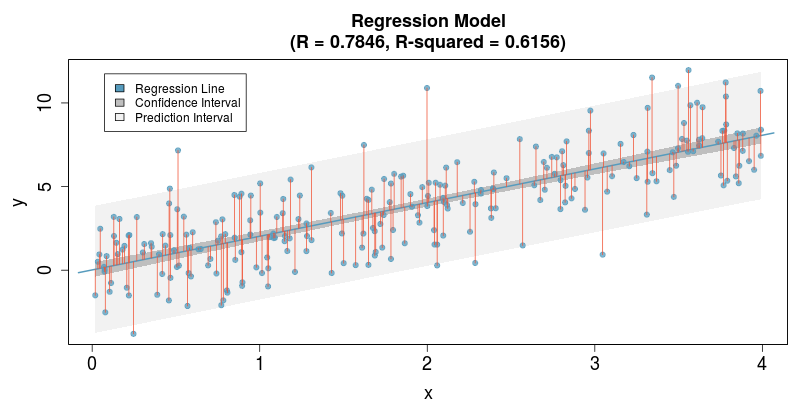 Regression Model
(R = 0.7846, R-squared = 0.6156)
Regression Line
Confidence Interval
Prediction Interval
y
10
5
0
0 1 2 3 4
x